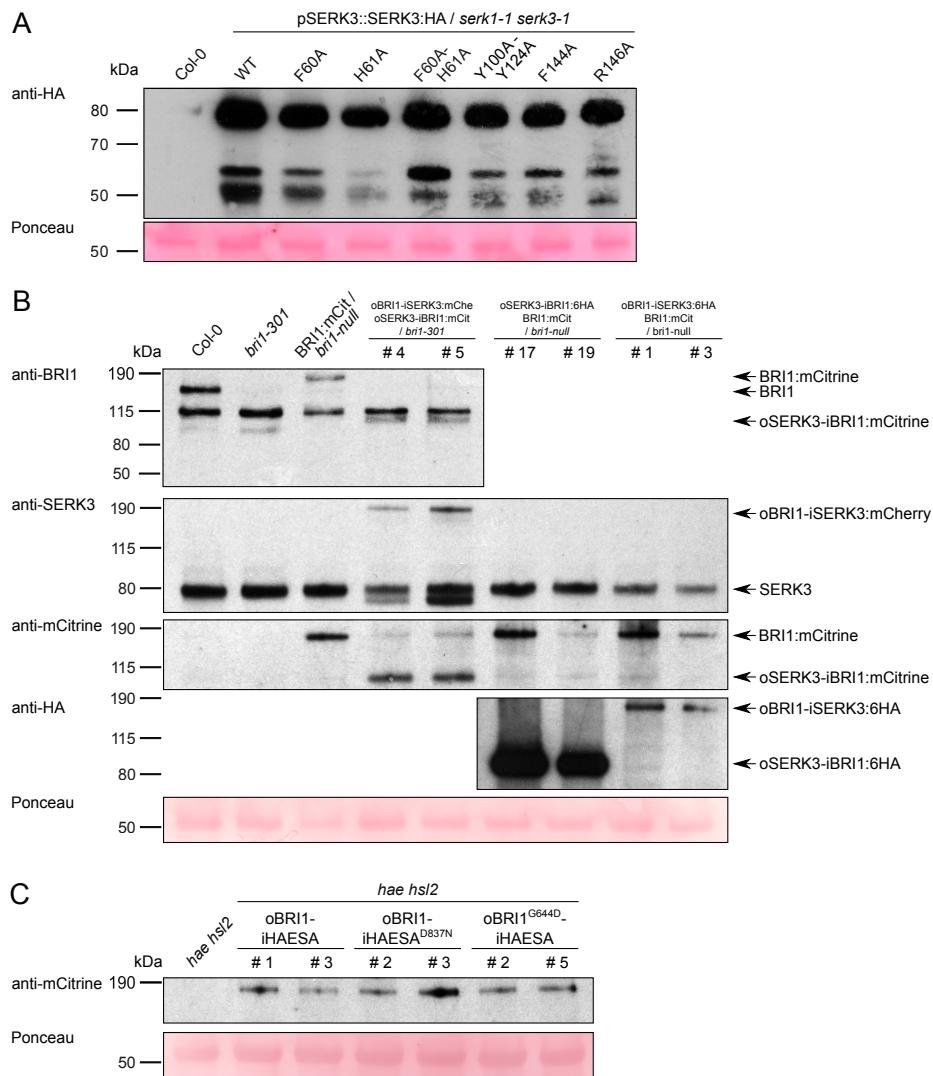 A
pSERK3::SERK3:HA / serk1-1 serk3-1
kDa
Col-0
WT
F60A
H61A
F60A-
H61A
Y100A-
Y124A
F144A
R146A
anti-HA
80
70
50
Ponceau
50
B
kDa
Col-0
bri1-301
BRI1:mCit /
bri1-null
oBRI1-iSERK3:mChe
oSERK3-iBRI1:mCit
/ bri1-301
oSERK3-iBRI1:6HA
BRI1:mCit
/ bri1-null
oBRI1-iSERK3:6HA
BRI1:mCit
/ bri1-null
# 4 # 5 # 17 # 19 # 1 # 3
anti-BRI1
190
115
80
50
BRI1:mCitrine
BRI1
oSERK3-iBRI1:mCitrine
anti-SERK3
190
115
80
oBRI1-iSERK3:mCherry
SERK3
anti-mCitrine
190
115
BRI1:mCitrine
oSERK3-iBRI1:mCitrine
anti-HA
190
115
80
oBRI1-iSERK3:6HA
oSERK3-iBRI1:6HA
Ponceau
50
C
hae hsl2
kDa
hae hsl2
oBRI1-
iHAESA
oBRI1-
iHAESA^D837N
oBRI1^G644D-
iHAESA
# 1 # 3 # 2 # 3 # 2 # 5
anti-mCitrine
190
Ponceau
50